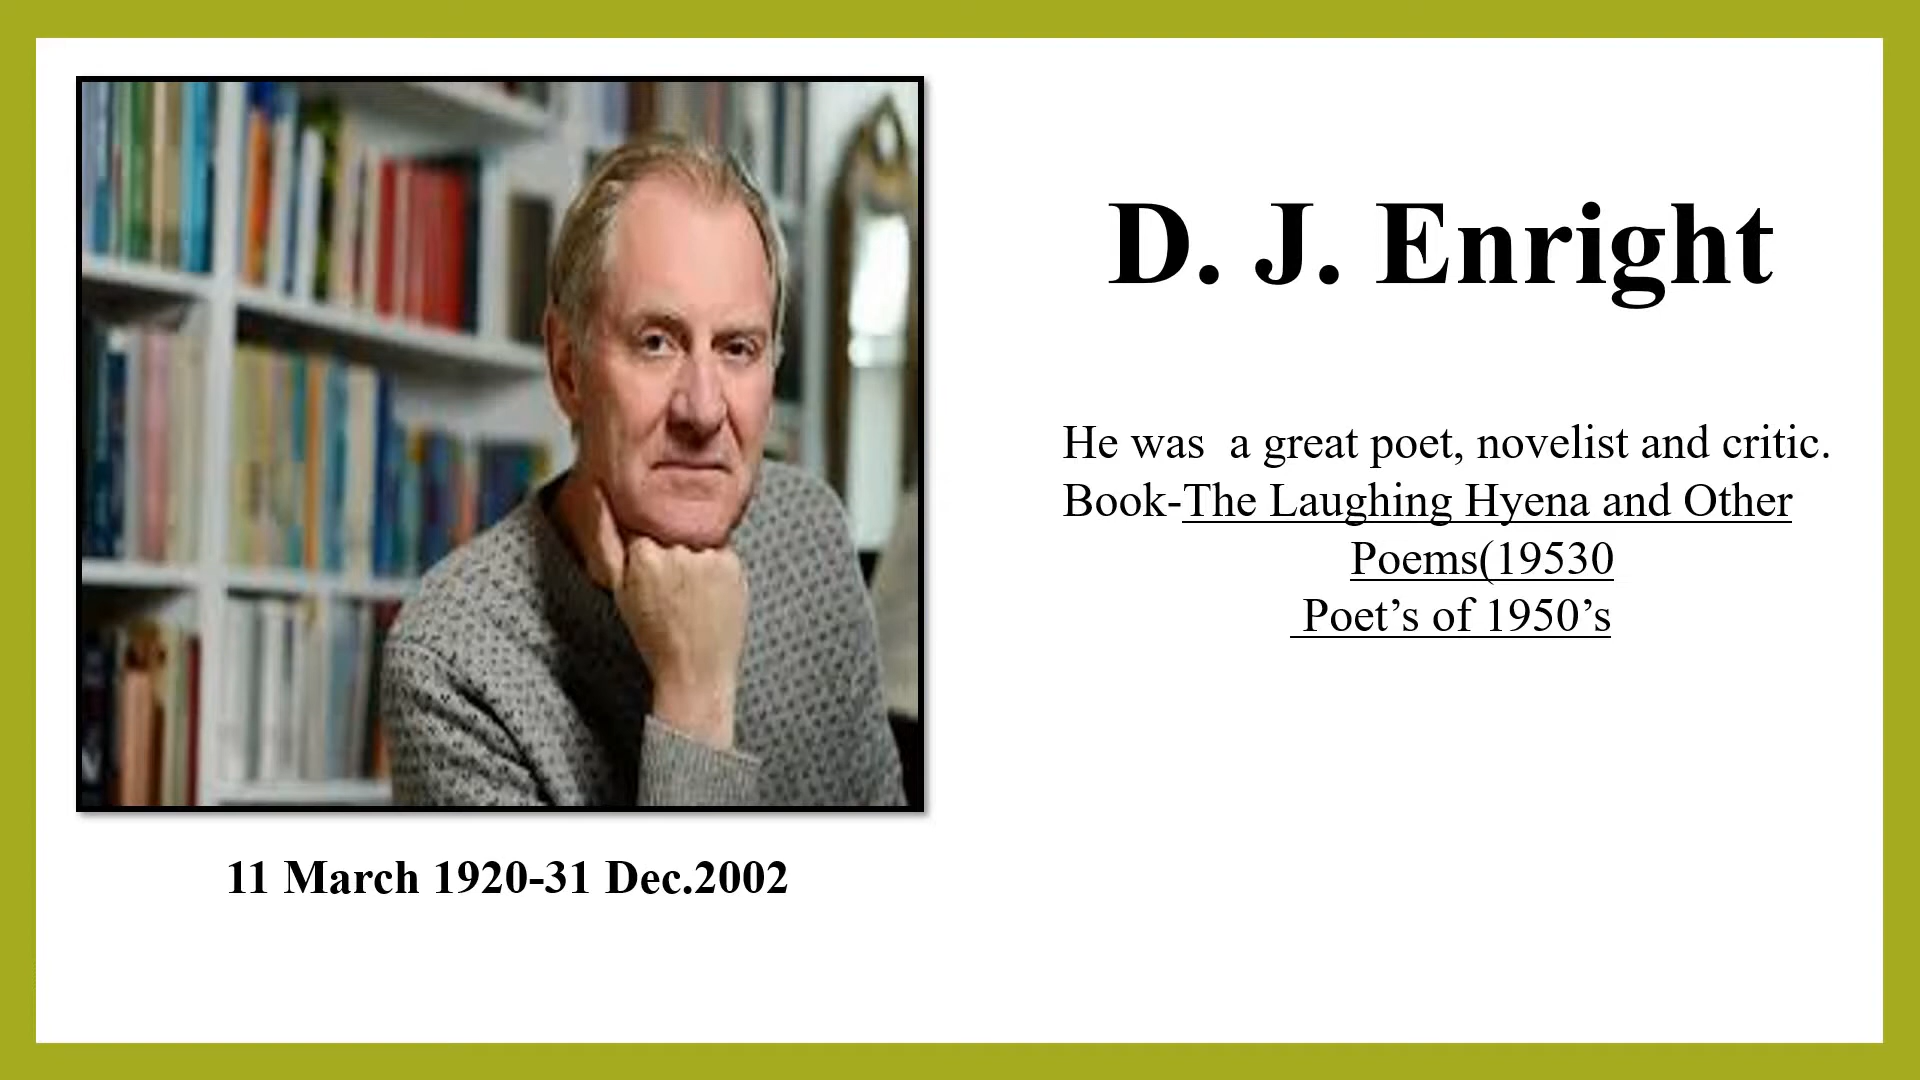 D. J. Enright
He was  a great poet, novelist and critic.
Book-The Laughing Hyena and Other
Poems(19530
Poet’s of 1950’s
11 March 1920-31 Dec.2002